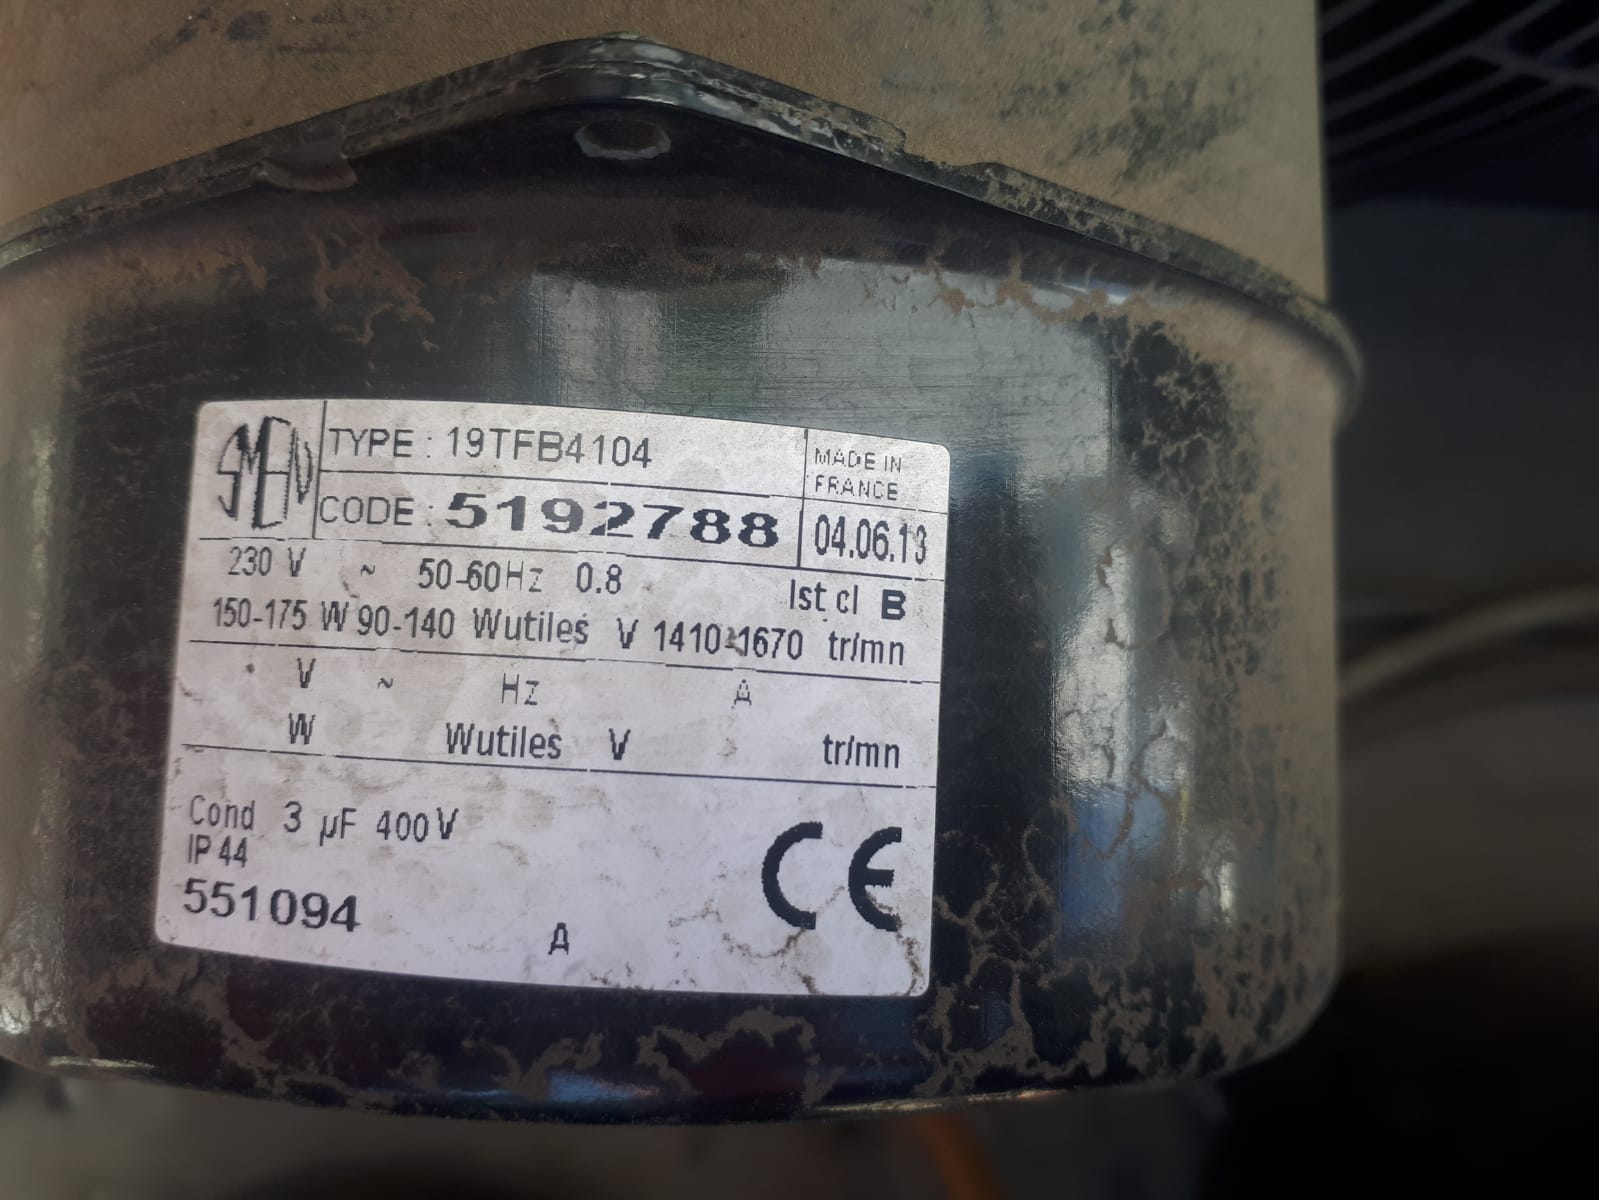 SMEM
TYPE : 19TFB4104
MADE IN
FRANCE
CODE : 5192788
04.06.13
230 V ~ 50-60Hz 0.8 Ist cl B
150-175 W 90-140 Wutiles V 1410-1670 tr/mn
V ~ Hz A
W Wutiles V tr/mn
Cond 3 µF 400V
IP 44
551094
A
CE